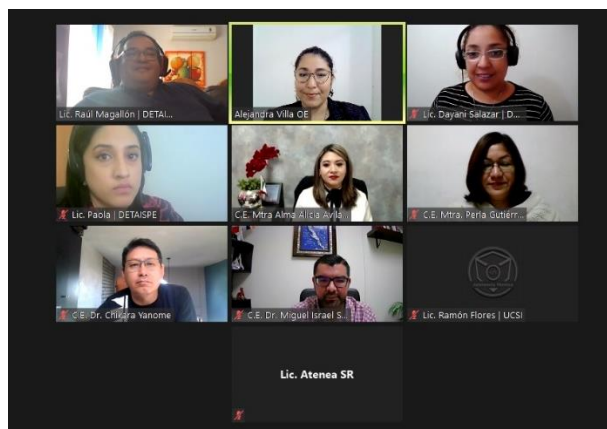 Lic. Raúl Magallón | DETAI...
Alejandra Villa OE
Lic. Dayani Salazar | D...
Lic. Paola | DETAISPE
C.E. Mtra Alma Alicia Avila...
C.E. Mtra. Perla Gutiérr...
C.E. Dr. Chikara Yanome
C.E. Dr. Miguel Israel S...
Lic. Ramón Flores | UCSI
Lic. Atenea SR